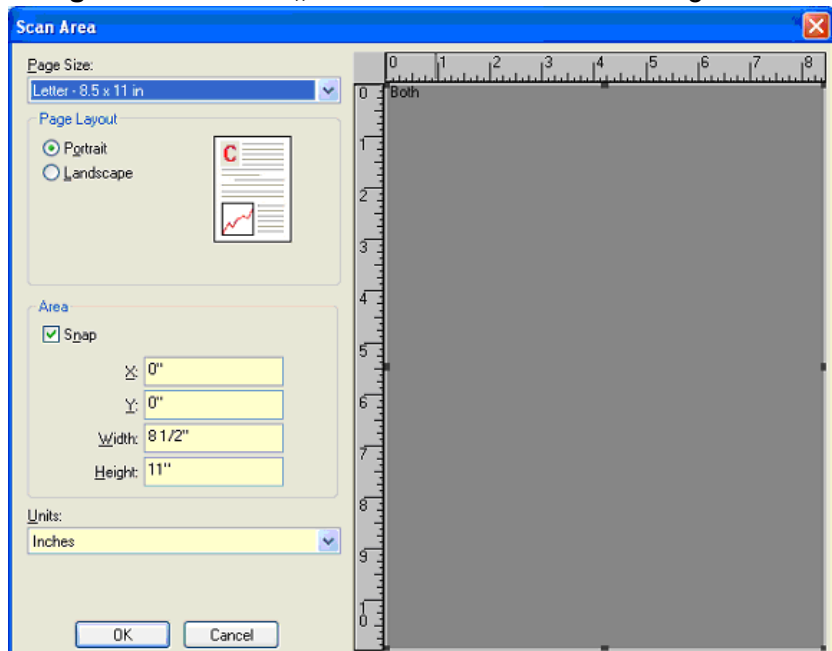 Scan Area
Page Size:
Letter - 8.5 x 11 in
Page Layout
Portrait
Landscape
C
Area
Snap
X: 0"
Y: 0"
Width: 8 1/2"
Height: 11"
Units:
Inches
OK Cancel
0 1 2 3 4 5 6 7 8
Both
0
1
2
3
4
5
6
7
8
9
10